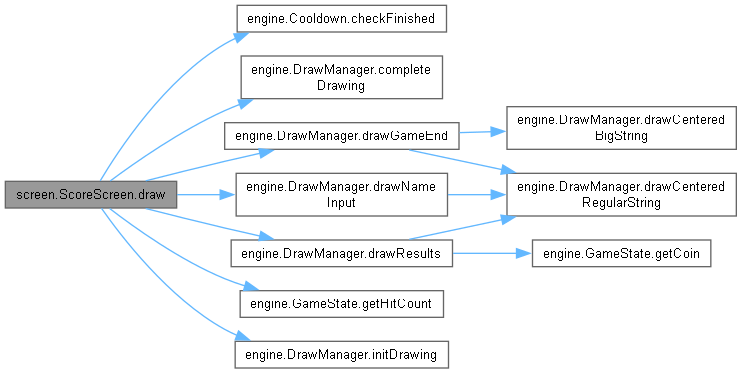 engine.Cooldown.checkFinished
engine.DrawManager.complete
Drawing
engine.DrawManager.drawCentered
BigString
engine.DrawManager.drawGameEnd
screen.ScoreScreen.draw
engine.DrawManager.drawName
Input
engine.DrawManager.drawCentered
RegularString
engine.DrawManager.drawResults
engine.GameState.getCoin
engine.GameState.getHitCount
engine.DrawManager.initDrawing